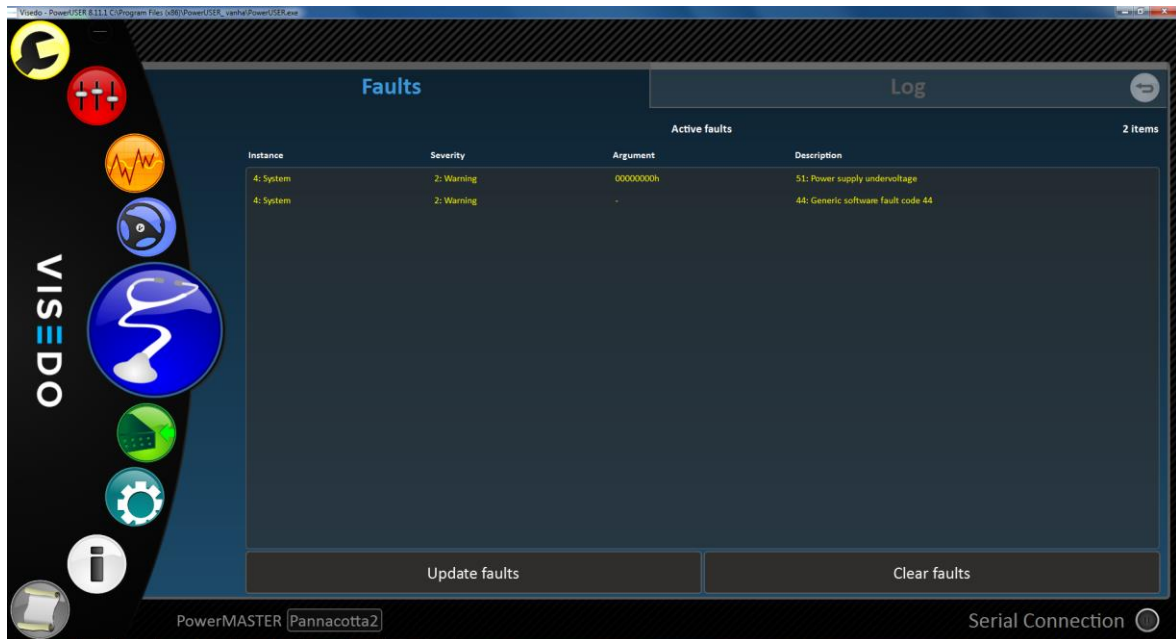 Visedo - PowerUSER 8.11.1 C:\Program Files (x86)\PowerUSER_vanha\PowerUSER.exe
Faults
Log
Active faults
2 items
Instance Severity Argument Description
4: System 2: Warning 00000000h 51: Power supply undervoltage
4: System 2: Warning - 44: Generic software fault code 44
VISEDO
Update faults
Clear faults
PowerMASTER Pannacotta2
Serial Connection